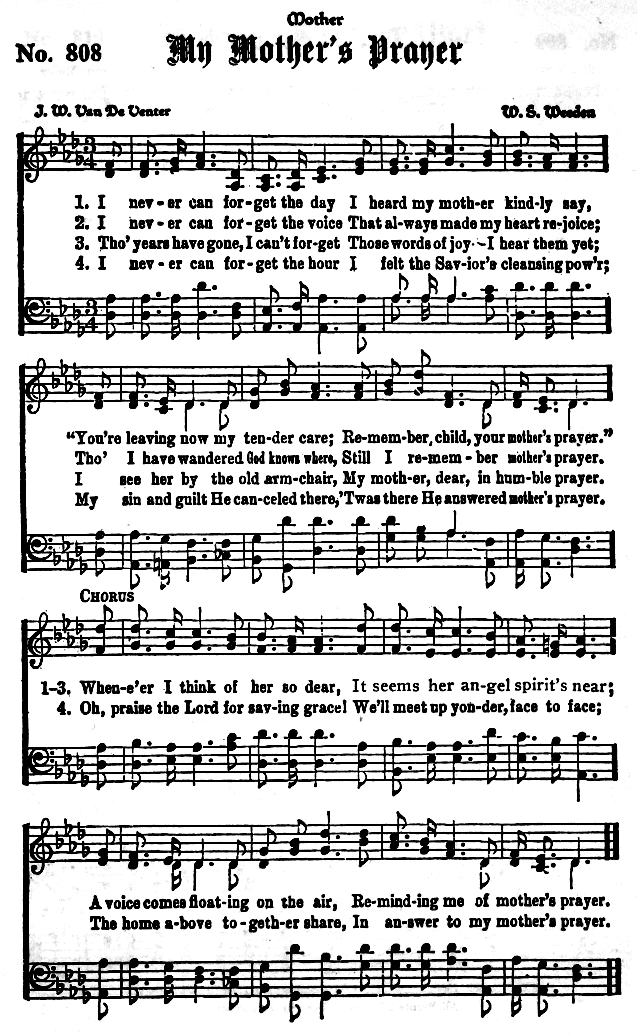 Mother
No. 808 My Mother's Prayer
J. W. Van De Venter W. S. Weeden
3/4
1. I nev-er can for-get the day I heard my moth-er kind-ly say,
2. I nev-er can for-get the voice That al-ways made my heart re-joice;
3. Tho' years have gone, I can't for-get Those words of joy—I hear them yet;
4. I nev-er can for-get the hour I felt the Sav-ior's cleansing pow'r;
3/4
"You're leaving now my ten-der care; Re-mem-ber, child, your mother's prayer."
Tho' I have wandered God knows where, Still I re-mem-ber mother's prayer.
I see her by the old arm-chair, My moth-er, dear, in hum-ble prayer.
My sin and guilt He can-celed there, 'Twas there He answered mother's prayer.
CHORUS
1-3. When-e'er I think of her so dear, It seems her an-gel spirit's near;
4. Oh, praise the Lord for sav-ing grace! We'll meet up yon-der, face to face;
A voice comes float-ing on the air, Re-mind-ing me of mother's prayer.
The home a-bove to-geth-er share, In an-swer to my mother's prayer.